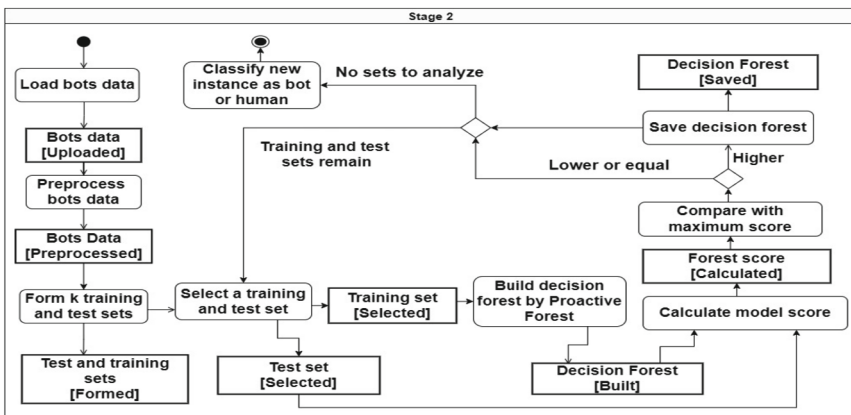 Stage 2
Load bots data
Bots data
[Uploaded]
Preprocess
bots data
Bots Data
[Preprocessed]
Form k training
and test sets
Test and training
sets
[Formed]
Select a training
and test set
Training set
[Selected]
Test set
[Selected]
Build decision
forest by Proactive
Forest
Decision Forest
[Built]
Calculate model score
Forest score
[Calculated]
Compare with
maximum score
Higher
Lower or equal
Save decision forest
Decision Forest
[Saved]
Training and test
sets remain
No sets to analyze
Classify new
instance as bot
or human